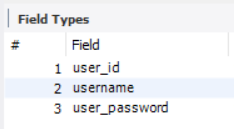 Field Types
# Field
1 user_id
2 username
3 user_password